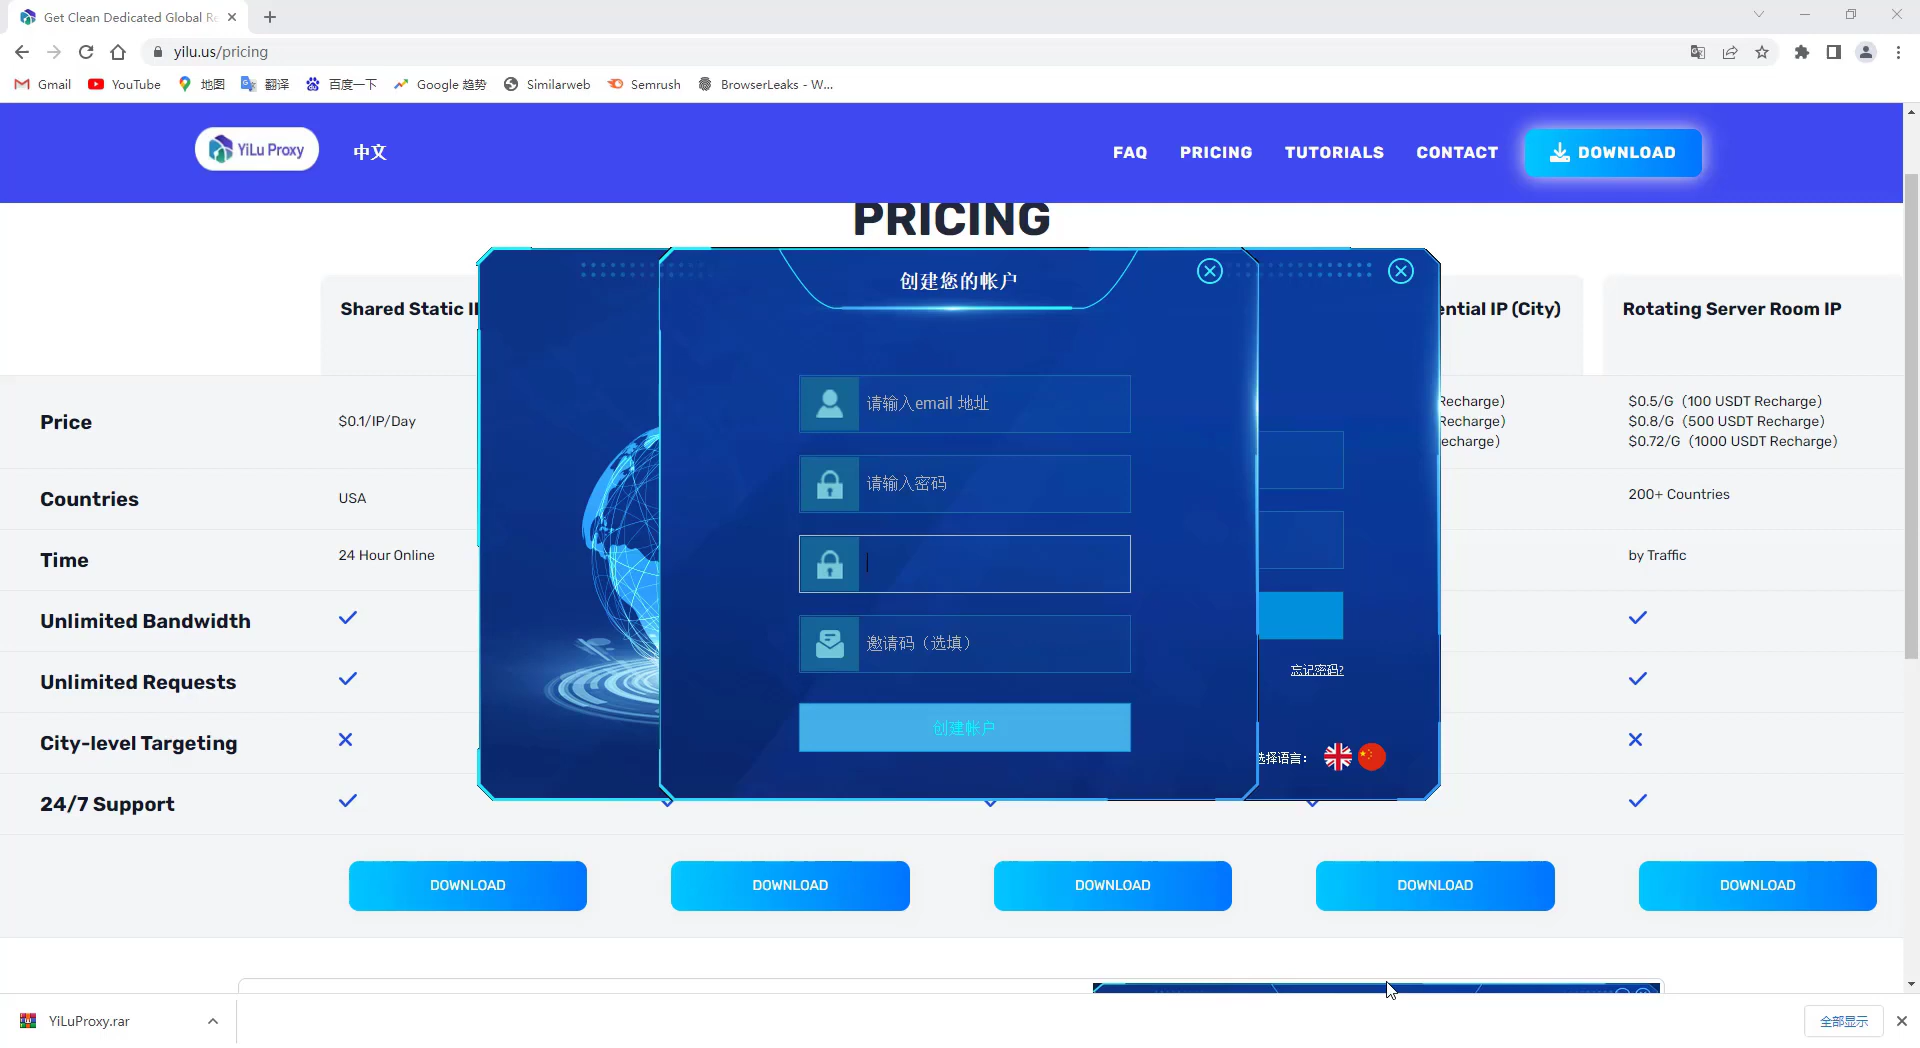 Get Clean Dedicated Global Re
yilu.us/pricing
Gmail
YouTube
地图
翻译
百度一下
Google 趋势
Similarweb
Semrush
BrowserLeaks - W...
YiLu Proxy
中文
FAQ
PRICING
TUTORIALS
CONTACT
DOWNLOAD
PRICING
Shared Static
ential IP (City)
Rotating Server Room IP
创建您的帐户
请输入email 地址
请输入密码
邀请码（选填）
创建帐户
忘记密码?
选择语言：
Price
$0.1/IP/Day
Recharge)
Recharge)
echarge)
$0.5/G（100 USDT Recharge)
$0.8/G（500 USDT Recharge)
$0.72/G（1000 USDT Recharge)
Countries
USA
200+ Countries
Time
24 Hour Online
by Traffic
Unlimited Bandwidth
Unlimited Requests
City-level Targeting
24/7 Support
DOWNLOAD
DOWNLOAD
DOWNLOAD
DOWNLOAD
DOWNLOAD
YiLuProxy.rar
全部显示